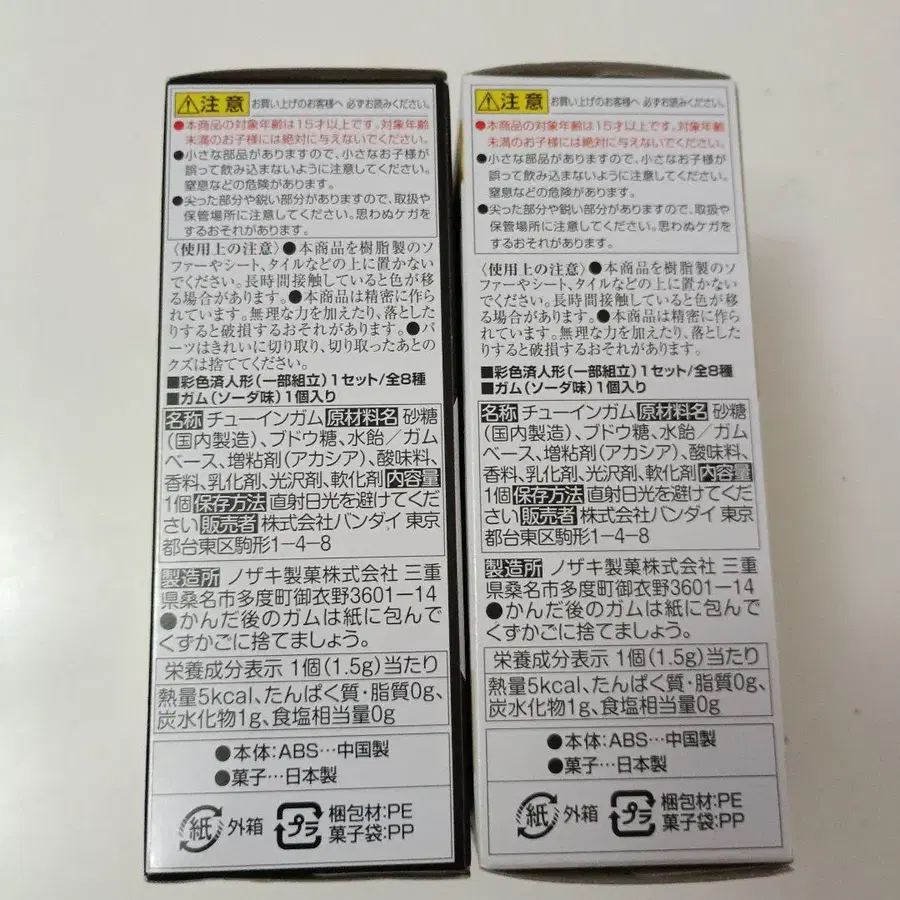 注意 お買い上げのお客様へ 必ずお読みください。
●本商品の対象年齢は15才以上です。対象年齢
未満のお子様には絶対に与えないでください。
●小さな部品がありますので、小さなお子様が
誤って飲み込まないように注意してください。
窒息などの危険があります。
●尖った部分や鋭い部分がありますので、取扱や
保管場所に注意してください。思わぬケガを
するおそれがあります。
〈使用上の注意〉●本商品を樹脂製のソ
ファーやシート、タイルなどの上に置かない
でください。長時間接触していると色が移
る場合があります。●本商品は精密に作ら
れています。無理な力を加えたり、落とした
りすると破損するおそれがあります。●パ
ーツはきれいに切り取り、切り取ったあとの
クズは捨ててください。
■彩色済人形(一部組立)1セット/全8種
■ガム(ソーダ味)1個入り
名称 チューインガム 原材料名 砂糖
(国内製造)、ブドウ糖、水飴／ガム
ベース、増粘剤(アカシア)、酸味料、
香料、乳化剤、光沢剤、軟化剤 内容量
1個 保存方法 直射日光を避けてくだ
さい 販売者 株式会社バンダイ 東京
都台東区駒形1-4-8
製造所 ノザキ製菓株式会社 三重
県桑名市多度町御衣野3601-14
●かんだ後のガムは紙に包んで
くずかごに捨てましょう。
栄養成分表示 1個(1.5g)当たり
熱量5kcal、たんぱく質・脂質0g、
炭水化物1g、食塩相当量0g
●本体:ABS…中国製
●菓子…日本製
紙 外箱 プラ 梱包材:PE
菓子袋:PP
注意 お買い上げのお客様へ 必ずお読みください。
●本商品の対象年齢は15才以上です。対象年齢
未満のお子様には絶対に与えないでください。
●小さな部品がありますので、小さなお子様が
誤って飲み込まないように注意してください。
窒息などの危険があります。
●尖った部分や鋭い部分がありますので、取扱や
保管場所に注意してください。思わぬケガを
するおそれがあります。
〈使用上の注意〉●本商品を樹脂製のソ
ファーやシート、タイルなどの上に置かない
でください。長時間接触していると色が移
る場合があります。●本商品は精密に作ら
れています。無理な力を加えたり、落とした
りすると破損するおそれがあります。
■彩色済人形(一部組立)1セット/全8種
■ガム(ソーダ味)1個入り
名称 チューインガム 原材料名 砂糖
(国内製造)、ブドウ糖、水飴／ガム
ベース、増粘剤(アカシア)、酸味料、
香料、乳化剤、光沢剤、軟化剤 内容量
1個 保存方法 直射日光を避けてくだ
さい 販売者 株式会社バンダイ 東京
都台東区駒形1-4-8
製造所 ノザキ製菓株式会社 三重
県桑名市多度町御衣野3601-14
●かんだ後のガムは紙に包んで
くずかごに捨てましょう。
栄養成分表示 1個(1.5g)当たり
熱量5kcal、たんぱく質・脂質0g、
炭水化物1g、食塩相当量0g
●本体:ABS…中国製
●菓子…日本製
紙 外箱 プラ 梱包材:PE
菓子袋:PP